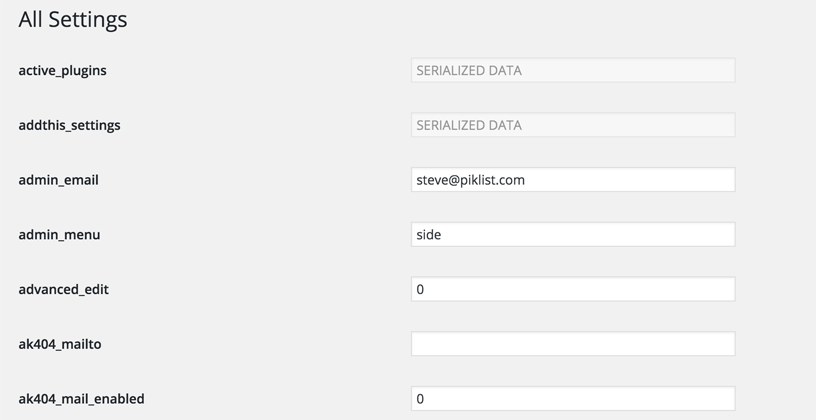 All Settings
active_plugins SERIALIZED DATA
addthis_settings SERIALIZED DATA
admin_email steve@piklist.com
admin_menu side
advanced_edit 0
ak404_mailto
ak404_mail_enabled 0